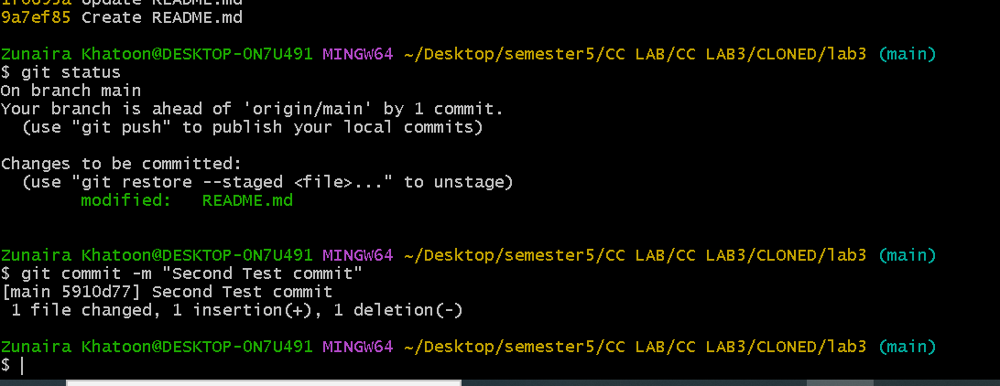 Update README.md
9a7ef85 Create README.md
Zunaira Khatoon@DESKTOP-ON7U491 MINGW64 ~/Desktop/semester5/CC LAB/CC LAB3/CLONED/lab3 (main)
$ git status
On branch main
Your branch is ahead of 'origin/main' by 1 commit.
  (use "git push" to publish your local commits)
Changes to be committed:
  (use "git restore --staged <file>..." to unstage)
        modified:   README.md
Zunaira Khatoon@DESKTOP-ON7U491 MINGW64 ~/Desktop/semester5/CC LAB/CC LAB3/CLONED/lab3 (main)
$ git commit -m "Second Test commit"
[main 5910d77] Second Test commit
 1 file changed, 1 insertion(+), 1 deletion(-)
Zunaira Khatoon@DESKTOP-ON7U491 MINGW64 ~/Desktop/semester5/CC LAB/CC LAB3/CLONED/lab3 (main)
$